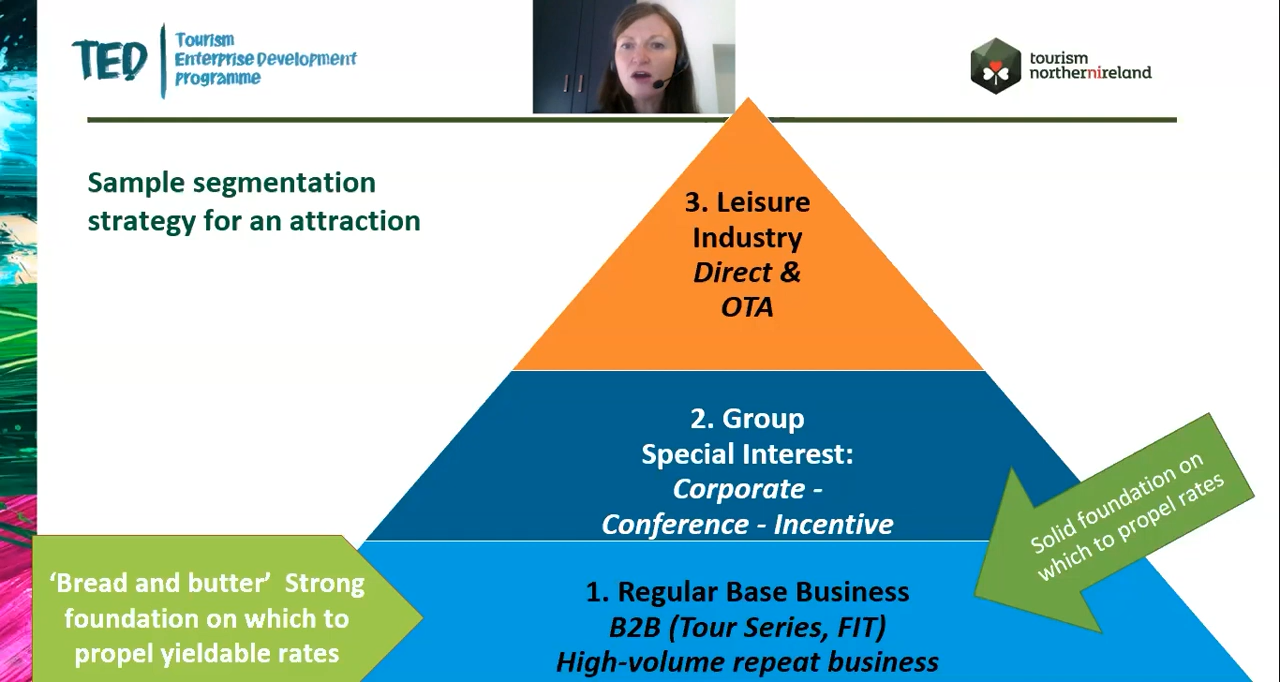 TED
Tourism
Enterprise Development
programme
tourism
northernireland
Sample segmentation
strategy for an attraction
3. Leisure
Industry
Direct &
OTA
2. Group
Special Interest:
Corporate -
Conference - Incentive
Solid foundation on
which to propel rates
‘Bread and butter’  Strong
foundation on which to
propel yieldable rates
1. Regular Base Business
B2B (Tour Series, FIT)
High-volume repeat business